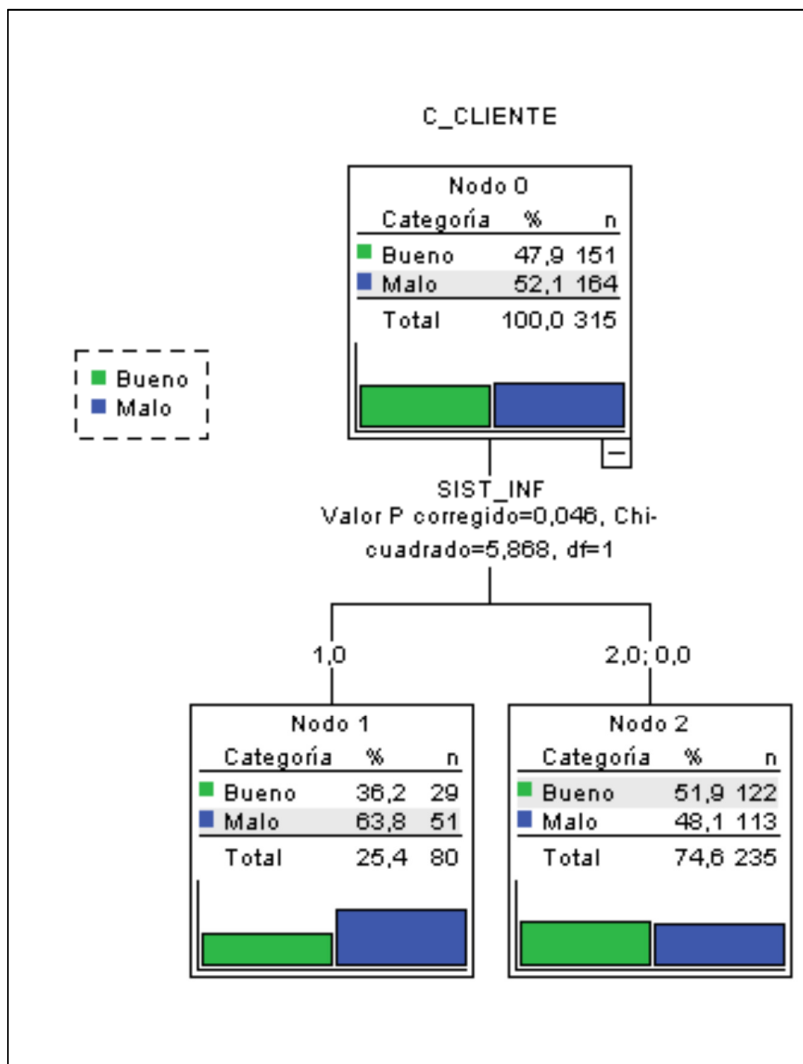 C_CLIENTE
Nodo 0
Categoría % n
Bueno 47,9 151
Malo 52,1 164
Total 100,0 315
Bueno
Malo
SIST_INF
Valor P corregido=0,046, Chi-
cuadrado=5,868, df=1
1,0
2,0; 0,0
Nodo 1
Categoría % n
Bueno 36,2 29
Malo 63,8 51
Total 25,4 80
Nodo 2
Categoría % n
Bueno 51,9 122
Malo 48,1 113
Total 74,6 235